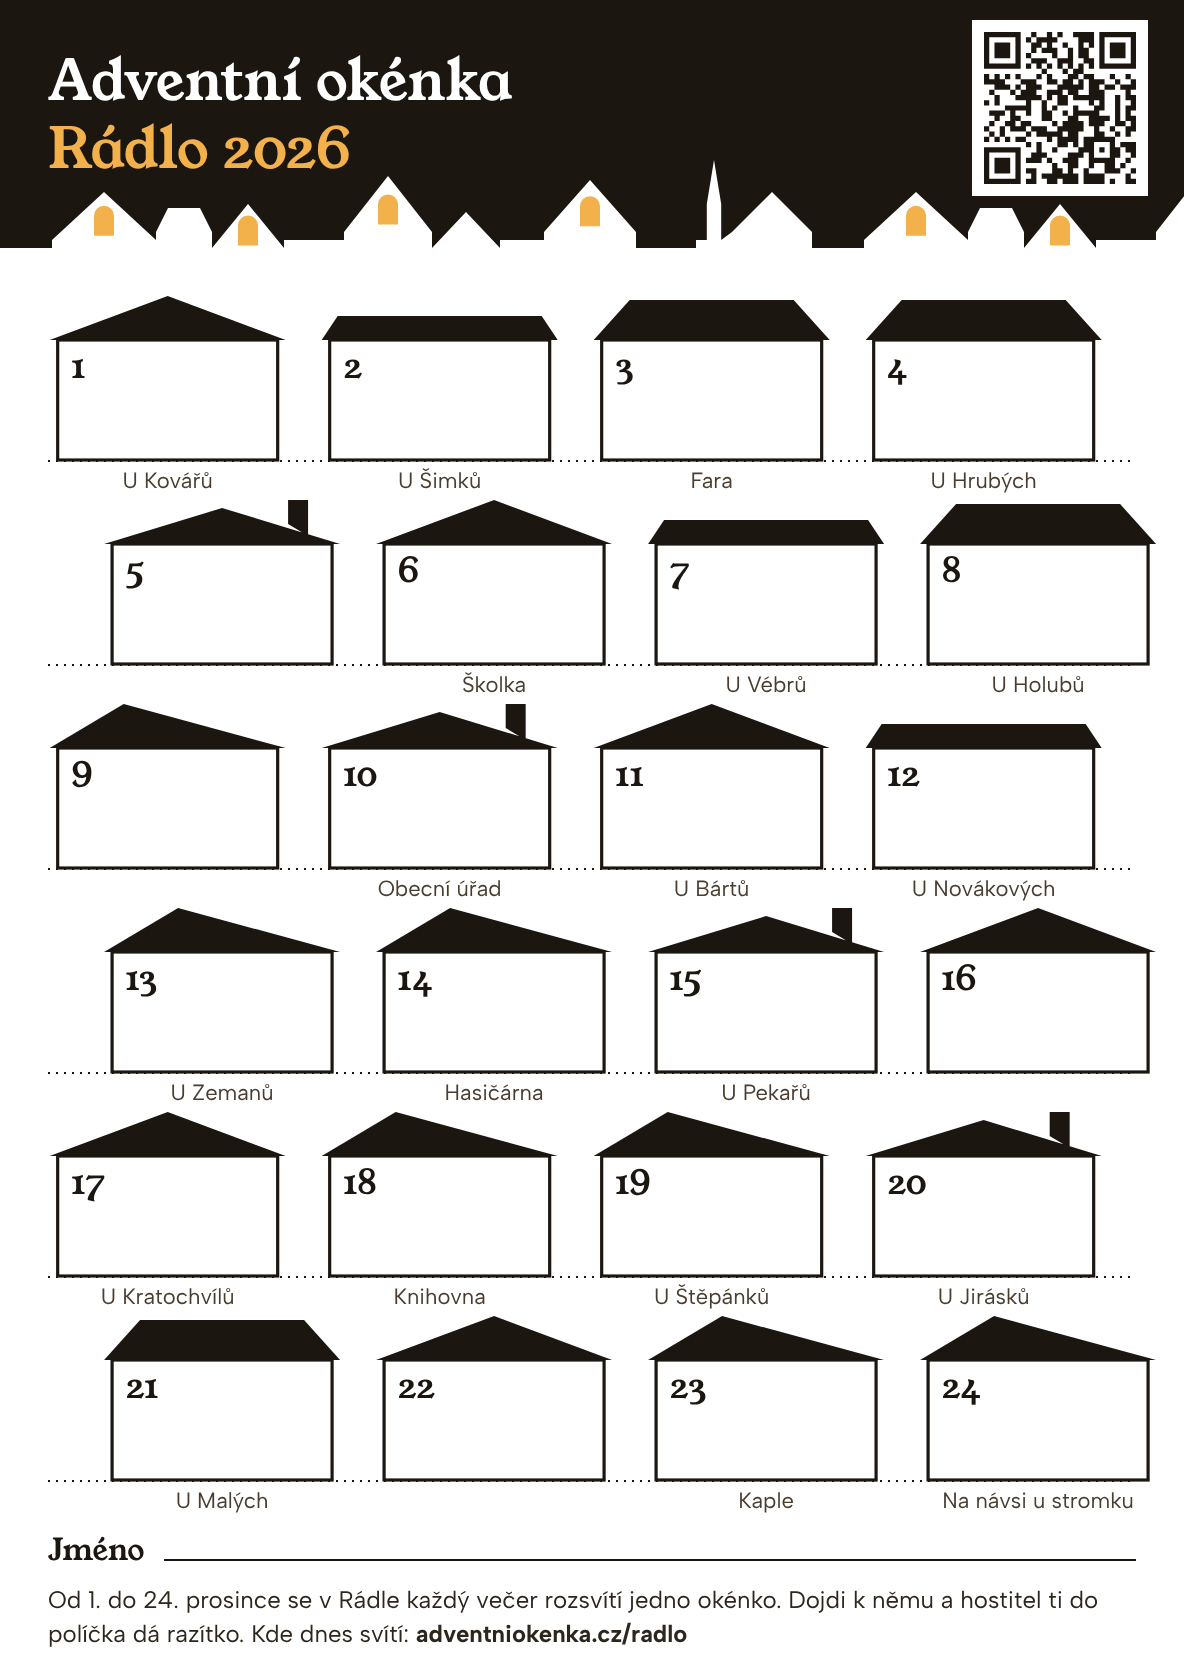 Adventní okénka
Rádlo 2026
1
2
3
4
U Kovářů
U Šimků
Fara
U Hrubých
5
6
7
8
Školka
U Vébrů
U Holubů
9
10
11
12
Obecní úřad
U Bártů
U Novákových
13
14
15
16
U Zemanů
Hasičárna
U Pekařů
17
18
19
20
U Kratochvílů
Knihovna
U Štěpánků
U Jirásků
21
22
23
24
U Malých
Kaple
Na návsi u stromku
Jméno
Od 1. do 24. prosince se v Rádle každý večer rozsvítí jedno okénko. Dojdi k němu a hostitel ti do
políčka dá razítko. Kde dnes svítí: adventniokenka.cz/radlo